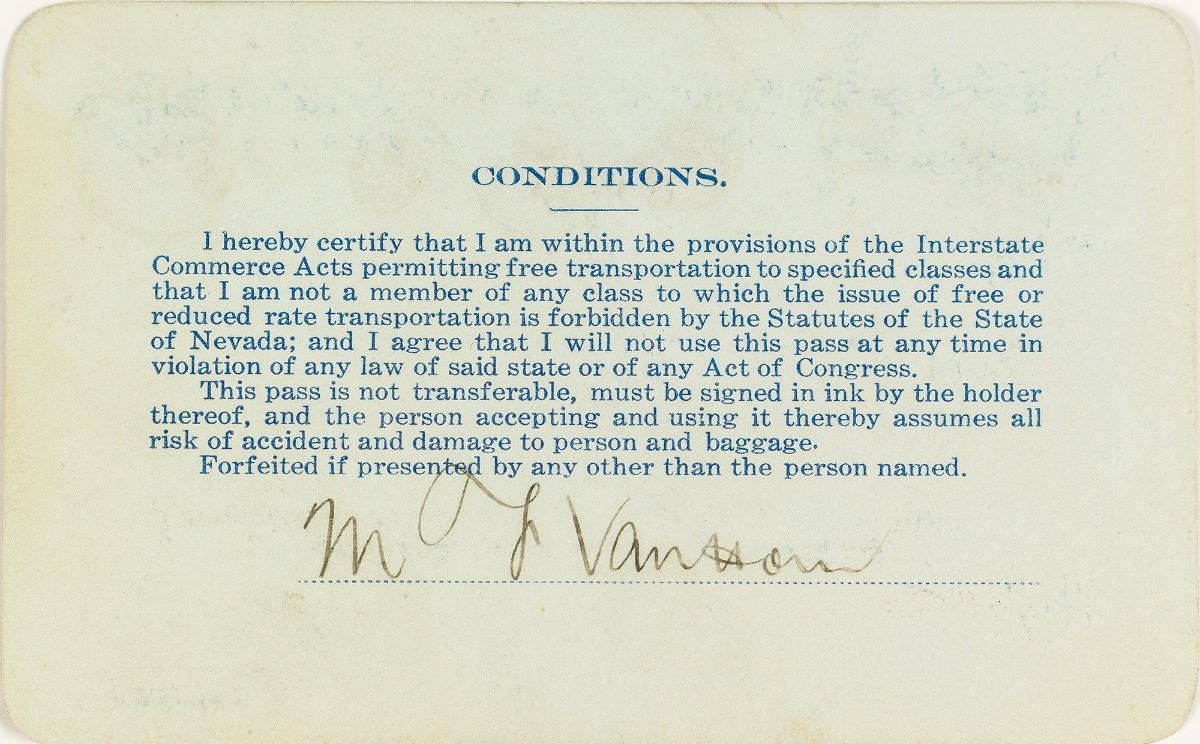 CONDITIONS.
I hereby certify that I am within the provisions of the Interstate
Commerce Acts permitting free transportation to specified classes and
that I am not a member of any class to which the issue of free or
reduced rate transportation is forbidden by the Statutes of the State
of Nevada; and I agree that I will not use this pass at any time in
violation of any law of said state or of any Act of Congress.
This pass is not transferable, must be signed in ink by the holder
thereof, and the person accepting and using it thereby assumes all
risk of accident and damage to person and baggage.
Forfeited if presented by any other than the person named.
M